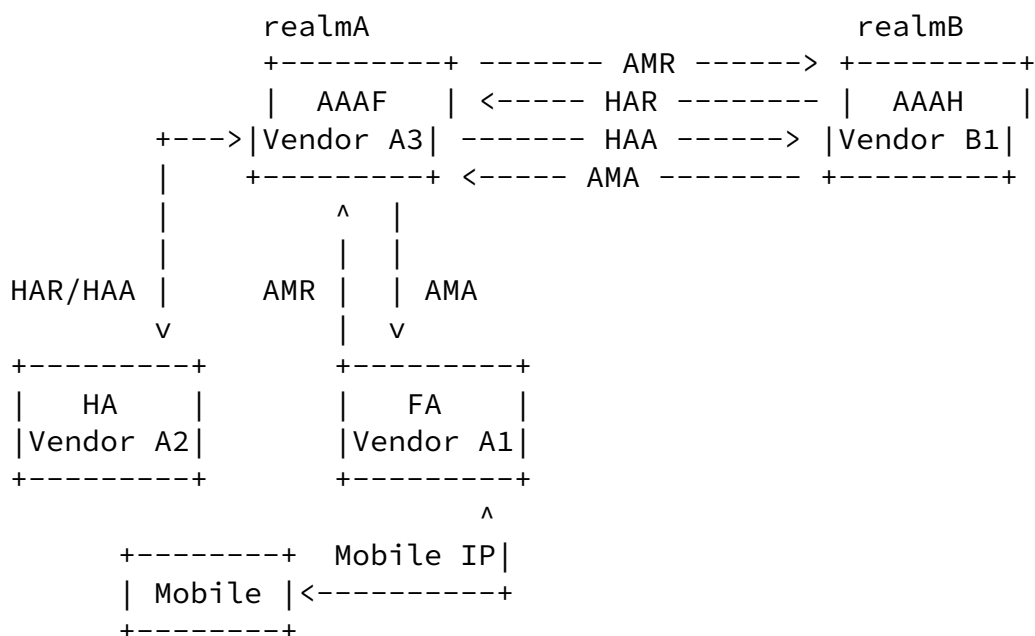 realmA                           realmB
+---------+ ------- AMR ------> +---------+
|  AAAF   | <----- HAR -------- |  AAAH   |
+--->|Vendor A3| ------- HAA ------> |Vendor B1|
|    +---------+ <----- AMA -------- +---------+
|         ^  |
|         |  |
HAR/HAA |     AMR |  | AMA
v         |  v
+---------+       +---------+
|   HA    |       |   FA    |
|Vendor A2|       |Vendor A1|
+---------+       +---------+
^
+--------+  Mobile IP|
| Mobile |<----------+
+--------+